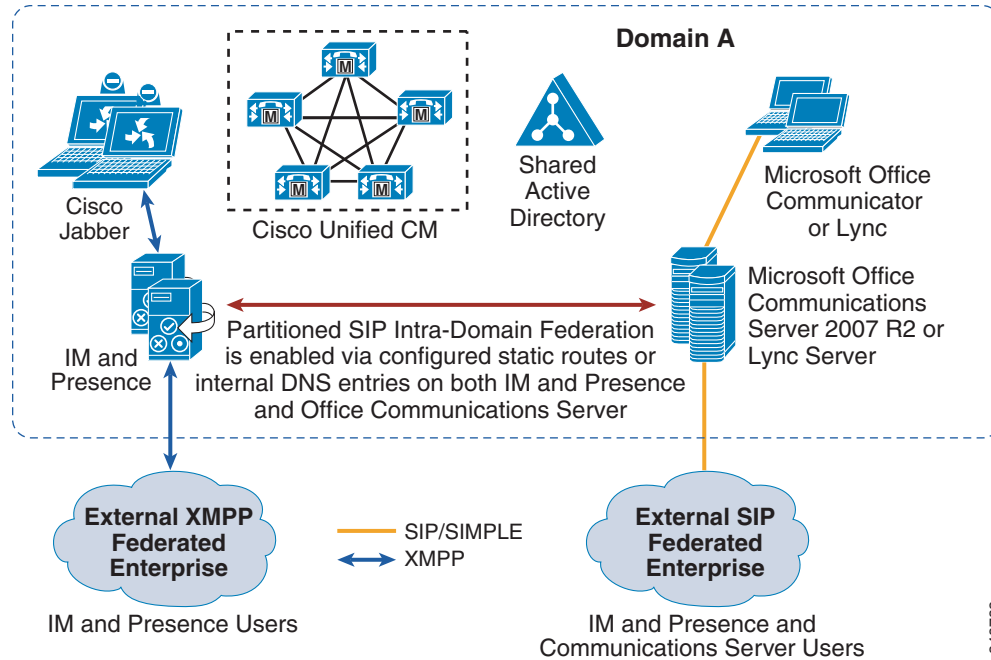 Domain A
M
M
M
M
M
Cisco
Jabber
Cisco Unified CM
Shared
Active
Directory
Microsoft Office
Communicator
or Lync
IM and
Presence
Partitioned SIP Intra-Domain Federation
is enabled via configured static routes or
internal DNS entries on both IM and Presence
and Office Communications Server
Microsoft Office
Communications
Server 2007 R2 or
Lync Server
External XMPP
Federated
Enterprise
IM and Presence Users
SIP/SIMPLE
XMPP
External SIP
Federated
Enterprise
IM and Presence and
Communications Server Users